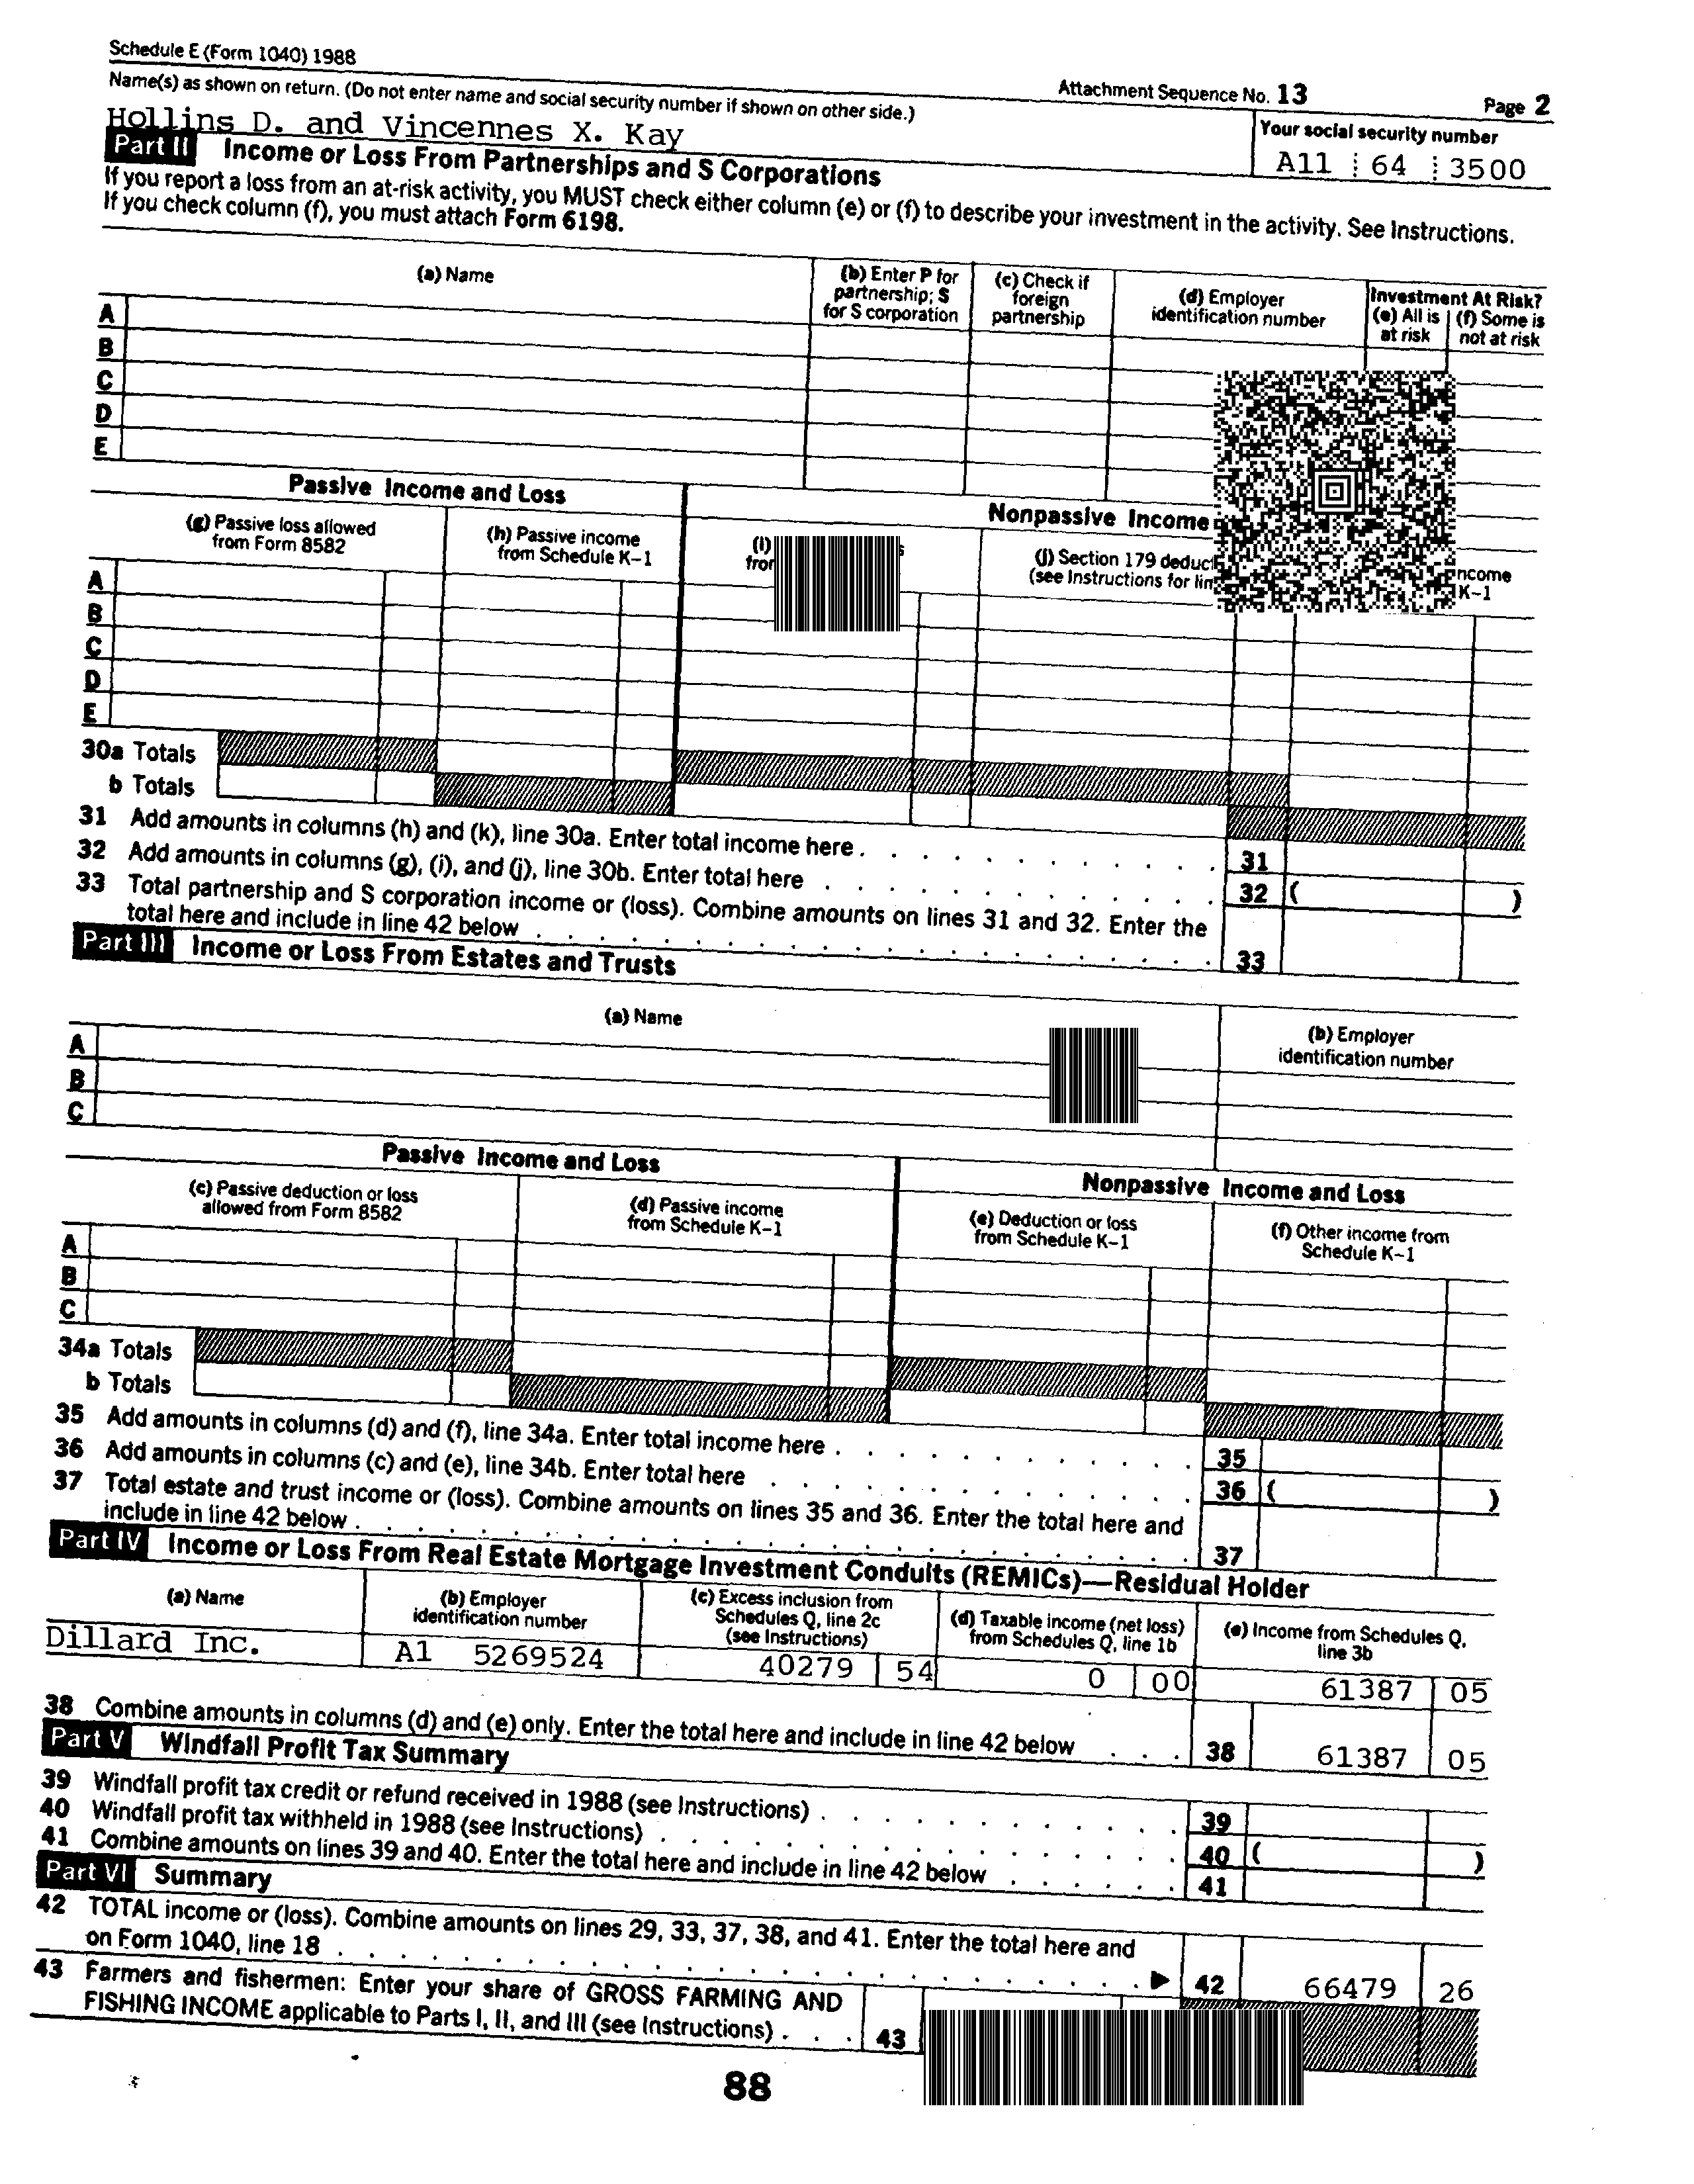 Schedule E (Form 1040) 1988
Attachment Sequence No. 13
Page 2
Name(s) as shown on return. (Do not enter name and social security number if shown on other side.)
Your social security number
Hollins D. and Vincennes X. Kay
A11 64 3500
Part II Income or Loss From Partnerships and S Corporations
If you report a loss from an at-risk activity, you MUST check either column (e) or (f) to describe your investment in the activity. See Instructions.
If you check column (f), you must attach Form 6198.
(a) Name
(b) Enter P for
partnership; S
for S corporation
(c) Check if
foreign
partnership
(d) Employer
identification number
Investment At Risk?
(e) All is
at risk
(f) Some is
not at risk
A
B
C
D
E
Passive Income and Loss
Nonpassive Income
(g) Passive loss allowed
from Form 8582
(h) Passive income
from Schedule K-1
(i)
(j) Section 179
(see Instructions for
K-1
A
B
C
D
E
30a Totals
b Totals
31 Add amounts in columns (h) and (k), line 30a. Enter total income here . . . . . . . . . . . 31
32 Add amounts in columns (g), (i), and (j), line 30b. Enter total here . . . . . . . . . . . . 32 ( )
33 Total partnership and S corporation income or (loss). Combine amounts on lines 31 and 32. Enter the
total here and include in line 42 below . . . . . . . . . . . . . . . . . . . . 33
Part III Income or Loss From Estates and Trusts
(a) Name
(b) Employer
identification number
A
B
C
Passive Income and Loss
Nonpassive Income and Loss
(c) Passive deduction or loss
allowed from Form 8582
(d) Passive income
from Schedule K-1
(e) Deduction or loss
from Schedule K-1
(f) Other income from
Schedule K-1
A
B
C
34a Totals
b Totals
35 Add amounts in columns (d) and (f), line 34a. Enter total income here . . . . . . . . . . . . 35
36 Add amounts in columns (c) and (e), line 34b. Enter total here . . . . . . . . . . . . . 36 ( )
37 Total estate and trust income or (loss). Combine amounts on lines 35 and 36. Enter the total here and
include in line 42 below . . . . . . . . . . . . . . . . . . . . . . . . 37
Part IV Income or Loss From Real Estate Mortgage Investment Conduits (REMICs)—Residual Holder
(a) Name
(b) Employer
identification number
(c) Excess inclusion from
Schedules Q, line 2c
(see Instructions)
(d) Taxable income (net loss)
from Schedules Q, line 1b
(e) Income from Schedules Q,
line 3b
Dillard Inc. A1 5269524 40279 54 0 00 61387 05
38 Combine amounts in columns (d) and (e) only. Enter the total here and include in line 42 below . . . 38 61387 05
Part V Windfall Profit Tax Summary
39 Windfall profit tax credit or refund received in 1988 (see Instructions) . . . . . . . . . . . 39
40 Windfall profit tax withheld in 1988 (see Instructions) . . . . . . . . . . . . . . . . 40 ( )
41 Combine amounts on lines 39 and 40. Enter the total here and include in line 42 below . . . . . . 41
Part VI Summary
42 TOTAL income or (loss). Combine amounts on lines 29, 33, 37, 38, and 41. Enter the total here and
on Form 1040, line 18 . . . . . . . . . . . . . . . . . . . . . . . . . ▶ 42 66479 26
43 Farmers and fishermen: Enter your share of GROSS FARMING AND
FISHING INCOME applicable to Parts I, II, and III (see Instructions) . . . 43
88